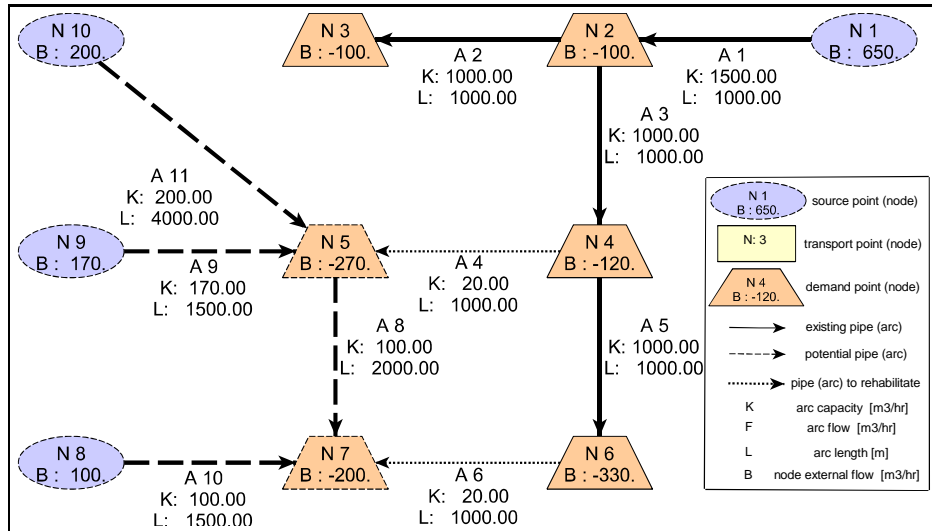 N 10
B : 200.
N 3
B : -100.
N 2
B : -100.
N 1
B : 650.
A 2
K: 1000.00
L: 1000.00
A 1
K: 1500.00
L: 1000.00
A 3
K: 1000.00
L: 1000.00
A 11
K: 200.00
L: 4000.00
N 9
B : 170.
A 9
K: 170.00
L: 1500.00
N 5
B : -270.
A 4
K: 20.00
L: 1000.00
N 4
B : -120.
A 8
K: 100.00
L: 2000.00
A 5
K: 1000.00
L: 1000.00
N 8
B : 100.
A 10
K: 100.00
L: 1500.00
N 7
B : -200.
A 6
K: 20.00
L: 1000.00
N 6
B : -330.
N 1
B : 650.
source point (node)
N: 3
transport point (node)
N 4
B : -120.
demand point (node)
existing pipe (arc)
potential pipe (arc)
pipe (arc) to rehabilitate
K arc capacity [m3/hr]
F arc flow [m3/hr]
L arc length [m]
B node external flow [m3/hr]